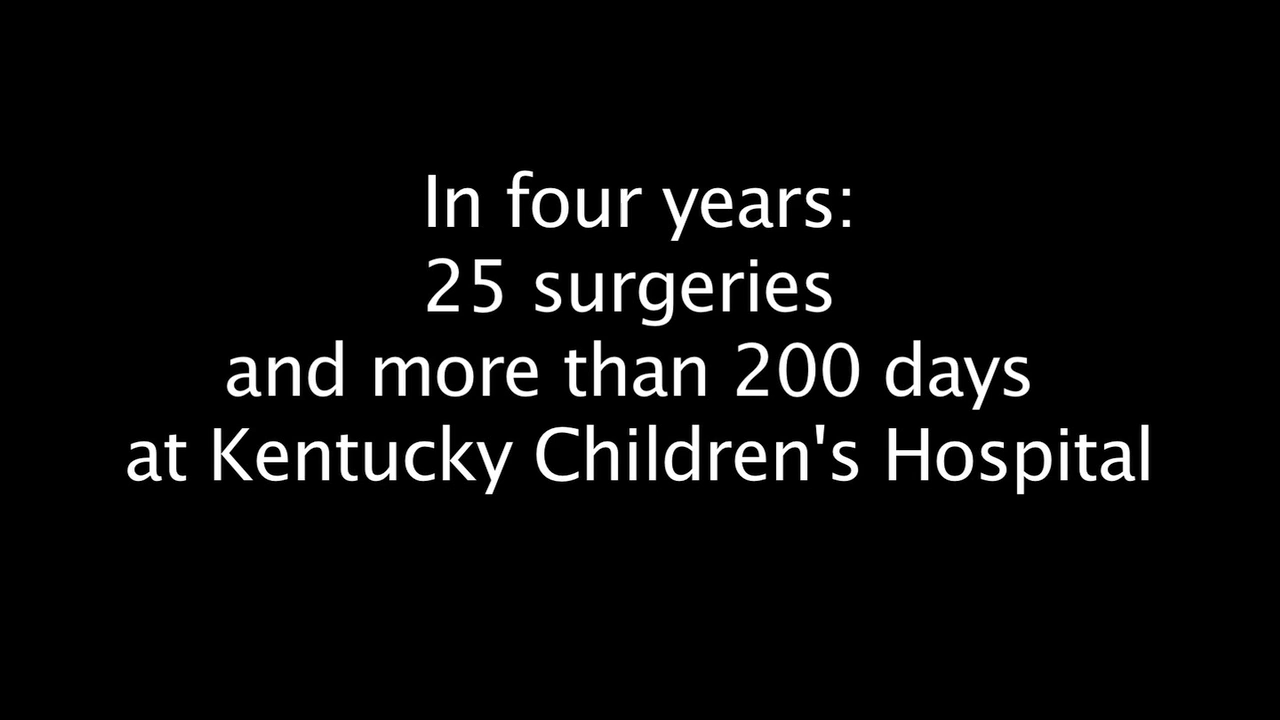 In four years:
25 surgeries
and more than 200 days
at Kentucky Children's Hospital